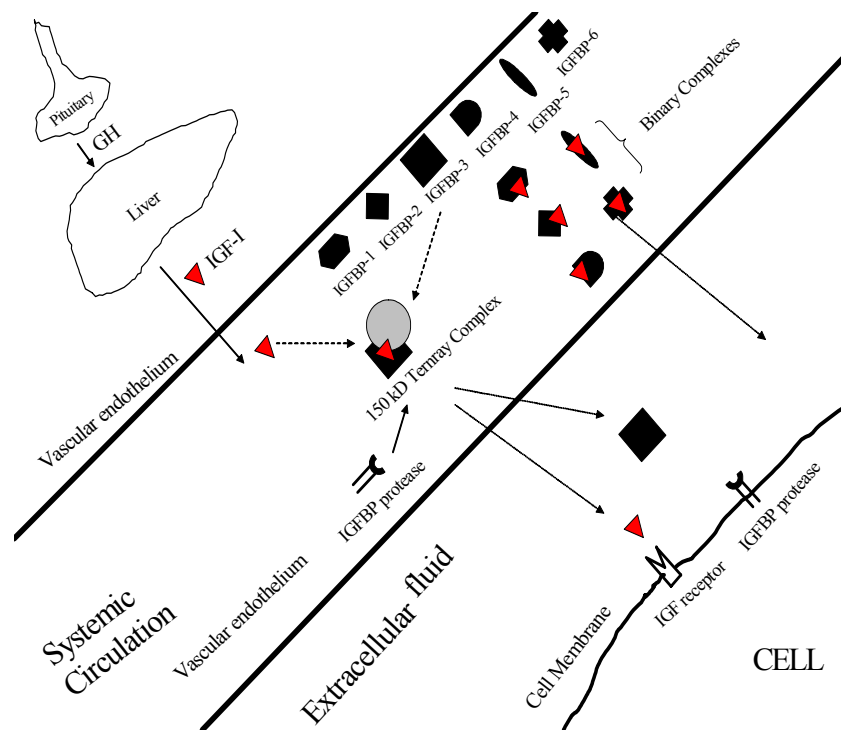 Pituitary
GH
Liver
IGF-I
IGFBP-1
IGFBP-2
IGFBP-3
IGFBP-4
IGFBP-5
IGFBP-6
Binary Complexes
150 kD Ternray Complex
IGFBP protease
Vascular endothelium
Vascular endothelium
Systemic
Circulation
Extracellular fluid
IGFBP protease
IGF receptor
Cell Membrane
CELL